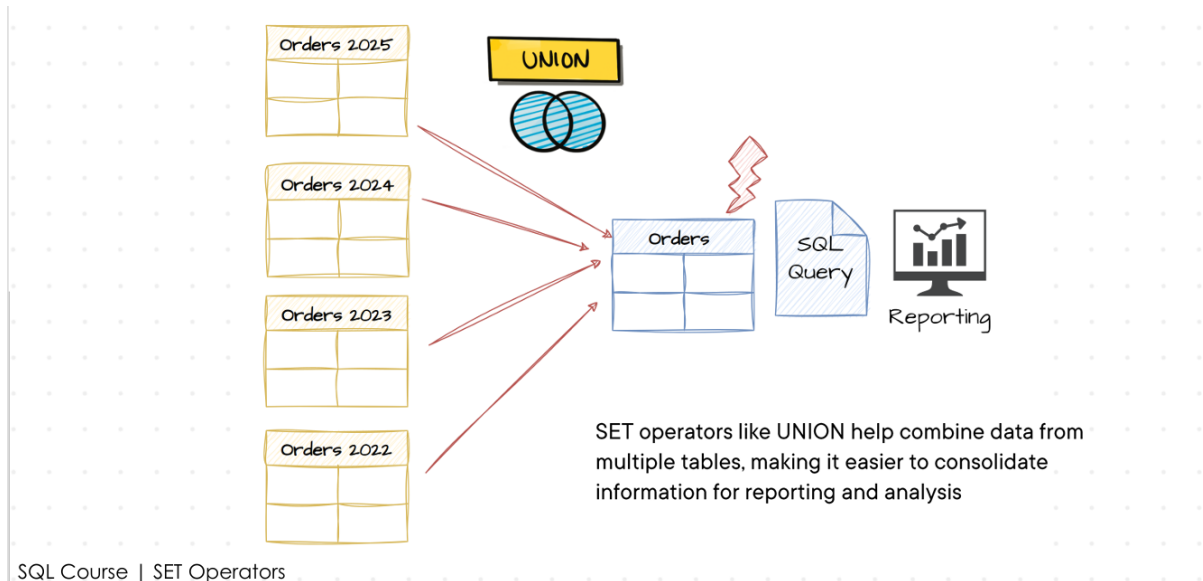 Orders 2025
UNION
Orders 2024
Orders
SQL
Query
Orders 2023
Reporting
Orders 2022
SET operators like UNION help combine data from
multiple tables, making it easier to consolidate
information for reporting and analysis
SQL Course | SET Operators